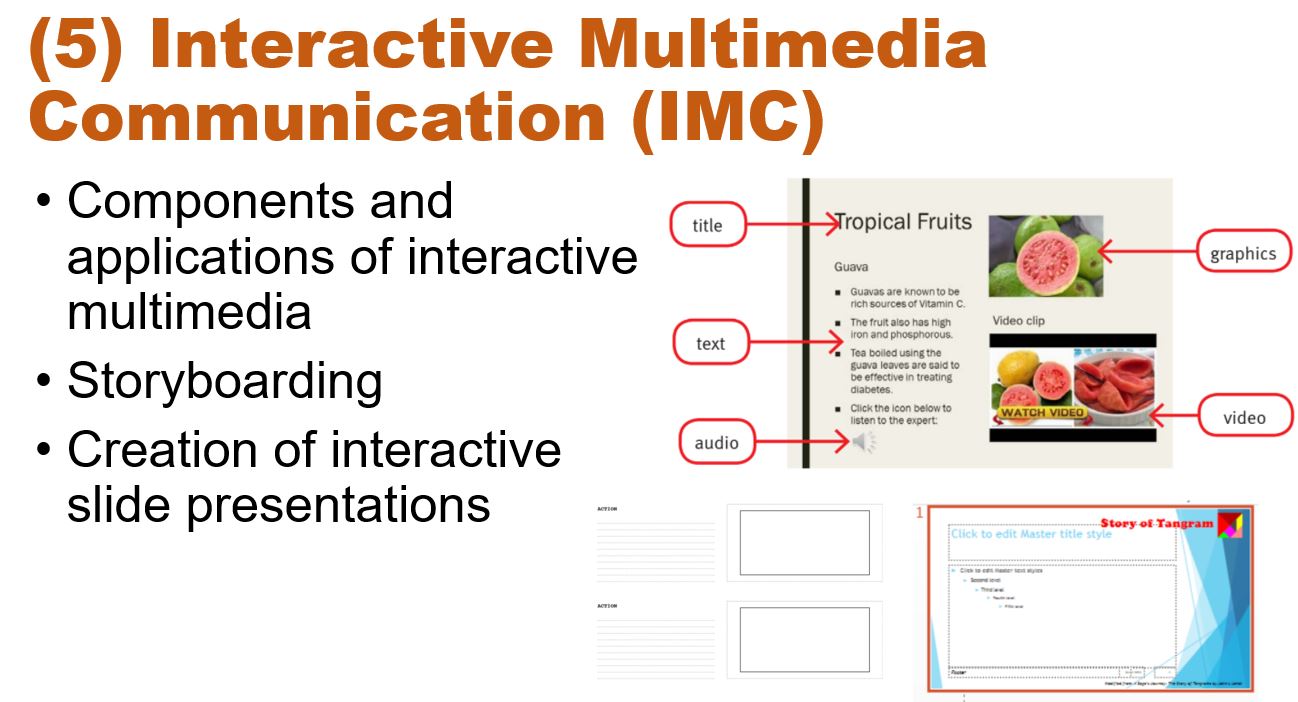 (5) Interactive Multimedia
Communication (IMC)
• Components and
applications of interactive
multimedia
• Storyboarding
• Creation of interactive
slide presentations
title
text
audio
graphics
video
Tropical Fruits
Guava
■ Guavas are known to be
rich sources of Vitamin C.
■ The fruit also has high
iron and phosphorous.
■ Tea boiled using the
guava leaves are said to
be effective in treating
diabetes.
■ Click the icon below to
listen to the expert:
Video clip
WATCH VIDEO
ACTION
ACTION
1
Story of Tangram
Click to edit Master title style
Click to edit Master text styles
Second level
Third level
Fourth level
Fifth level
Footer